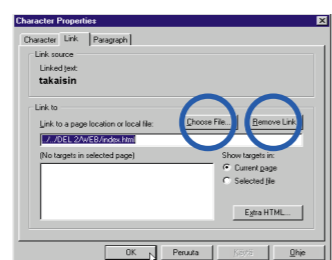 Character Properties
Character Link Paragraph
Link source
Linked text:
takaisin
Link to
Link to a page location or local file:
Choose File...
Remove Link
../../DEL 2/WEB/index.html
(No targets in selected page)
Show targets in:
Current page
Selected file
Extra HTML...
OK Peruuta Käytä Ohje